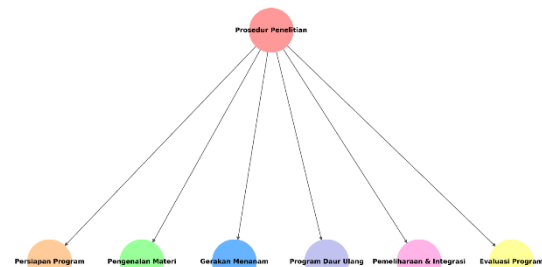 Prosedur Penelitian
Persiapan Program
Pengenalan Materi
Gerakan Menanam
Program Daur Ulang
Pemeliharaan & Integrasi
Evaluasi Program